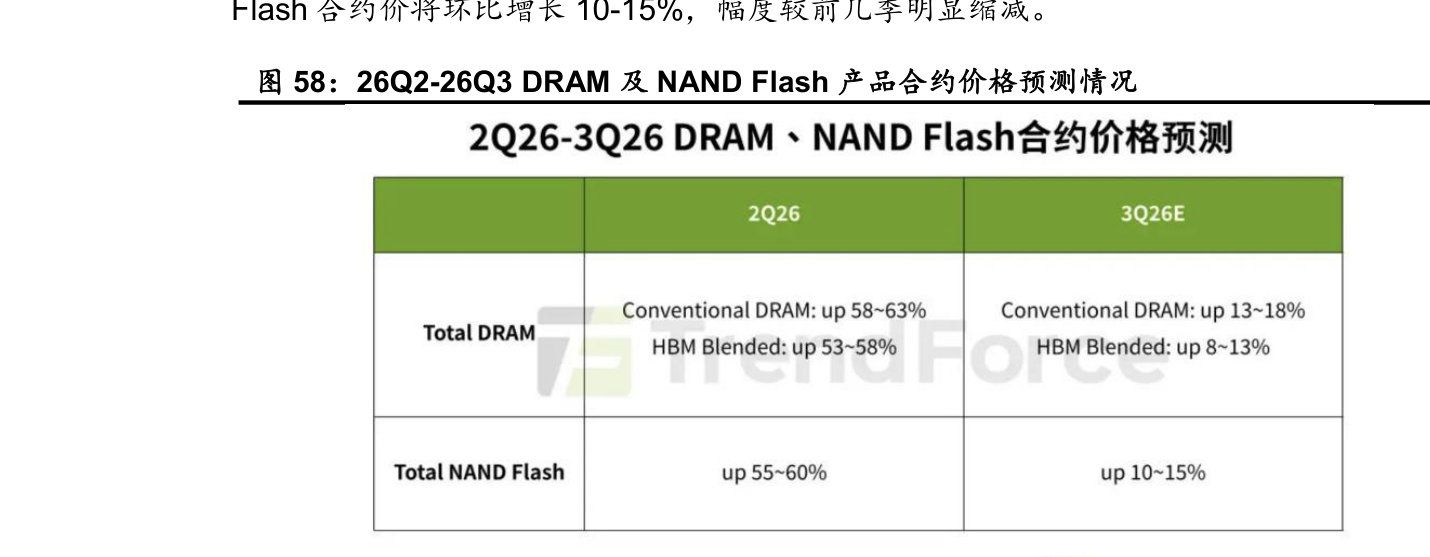 Flash 合约价将环比增长 10-15%，幅度较前几季明显缩减。
图 58：26Q2-26Q3 DRAM 及 NAND Flash 产品合约价格预测情况
2Q26-3Q26 DRAM、NAND Flash合约价格预测
2Q26 3Q26E
Total DRAM
Conventional DRAM: up 58~63%
HBM Blended: up 53~58%
Conventional DRAM: up 13~18%
HBM Blended: up 8~13%
TrendForce
Total NAND Flash up 55~60% up 10~15%